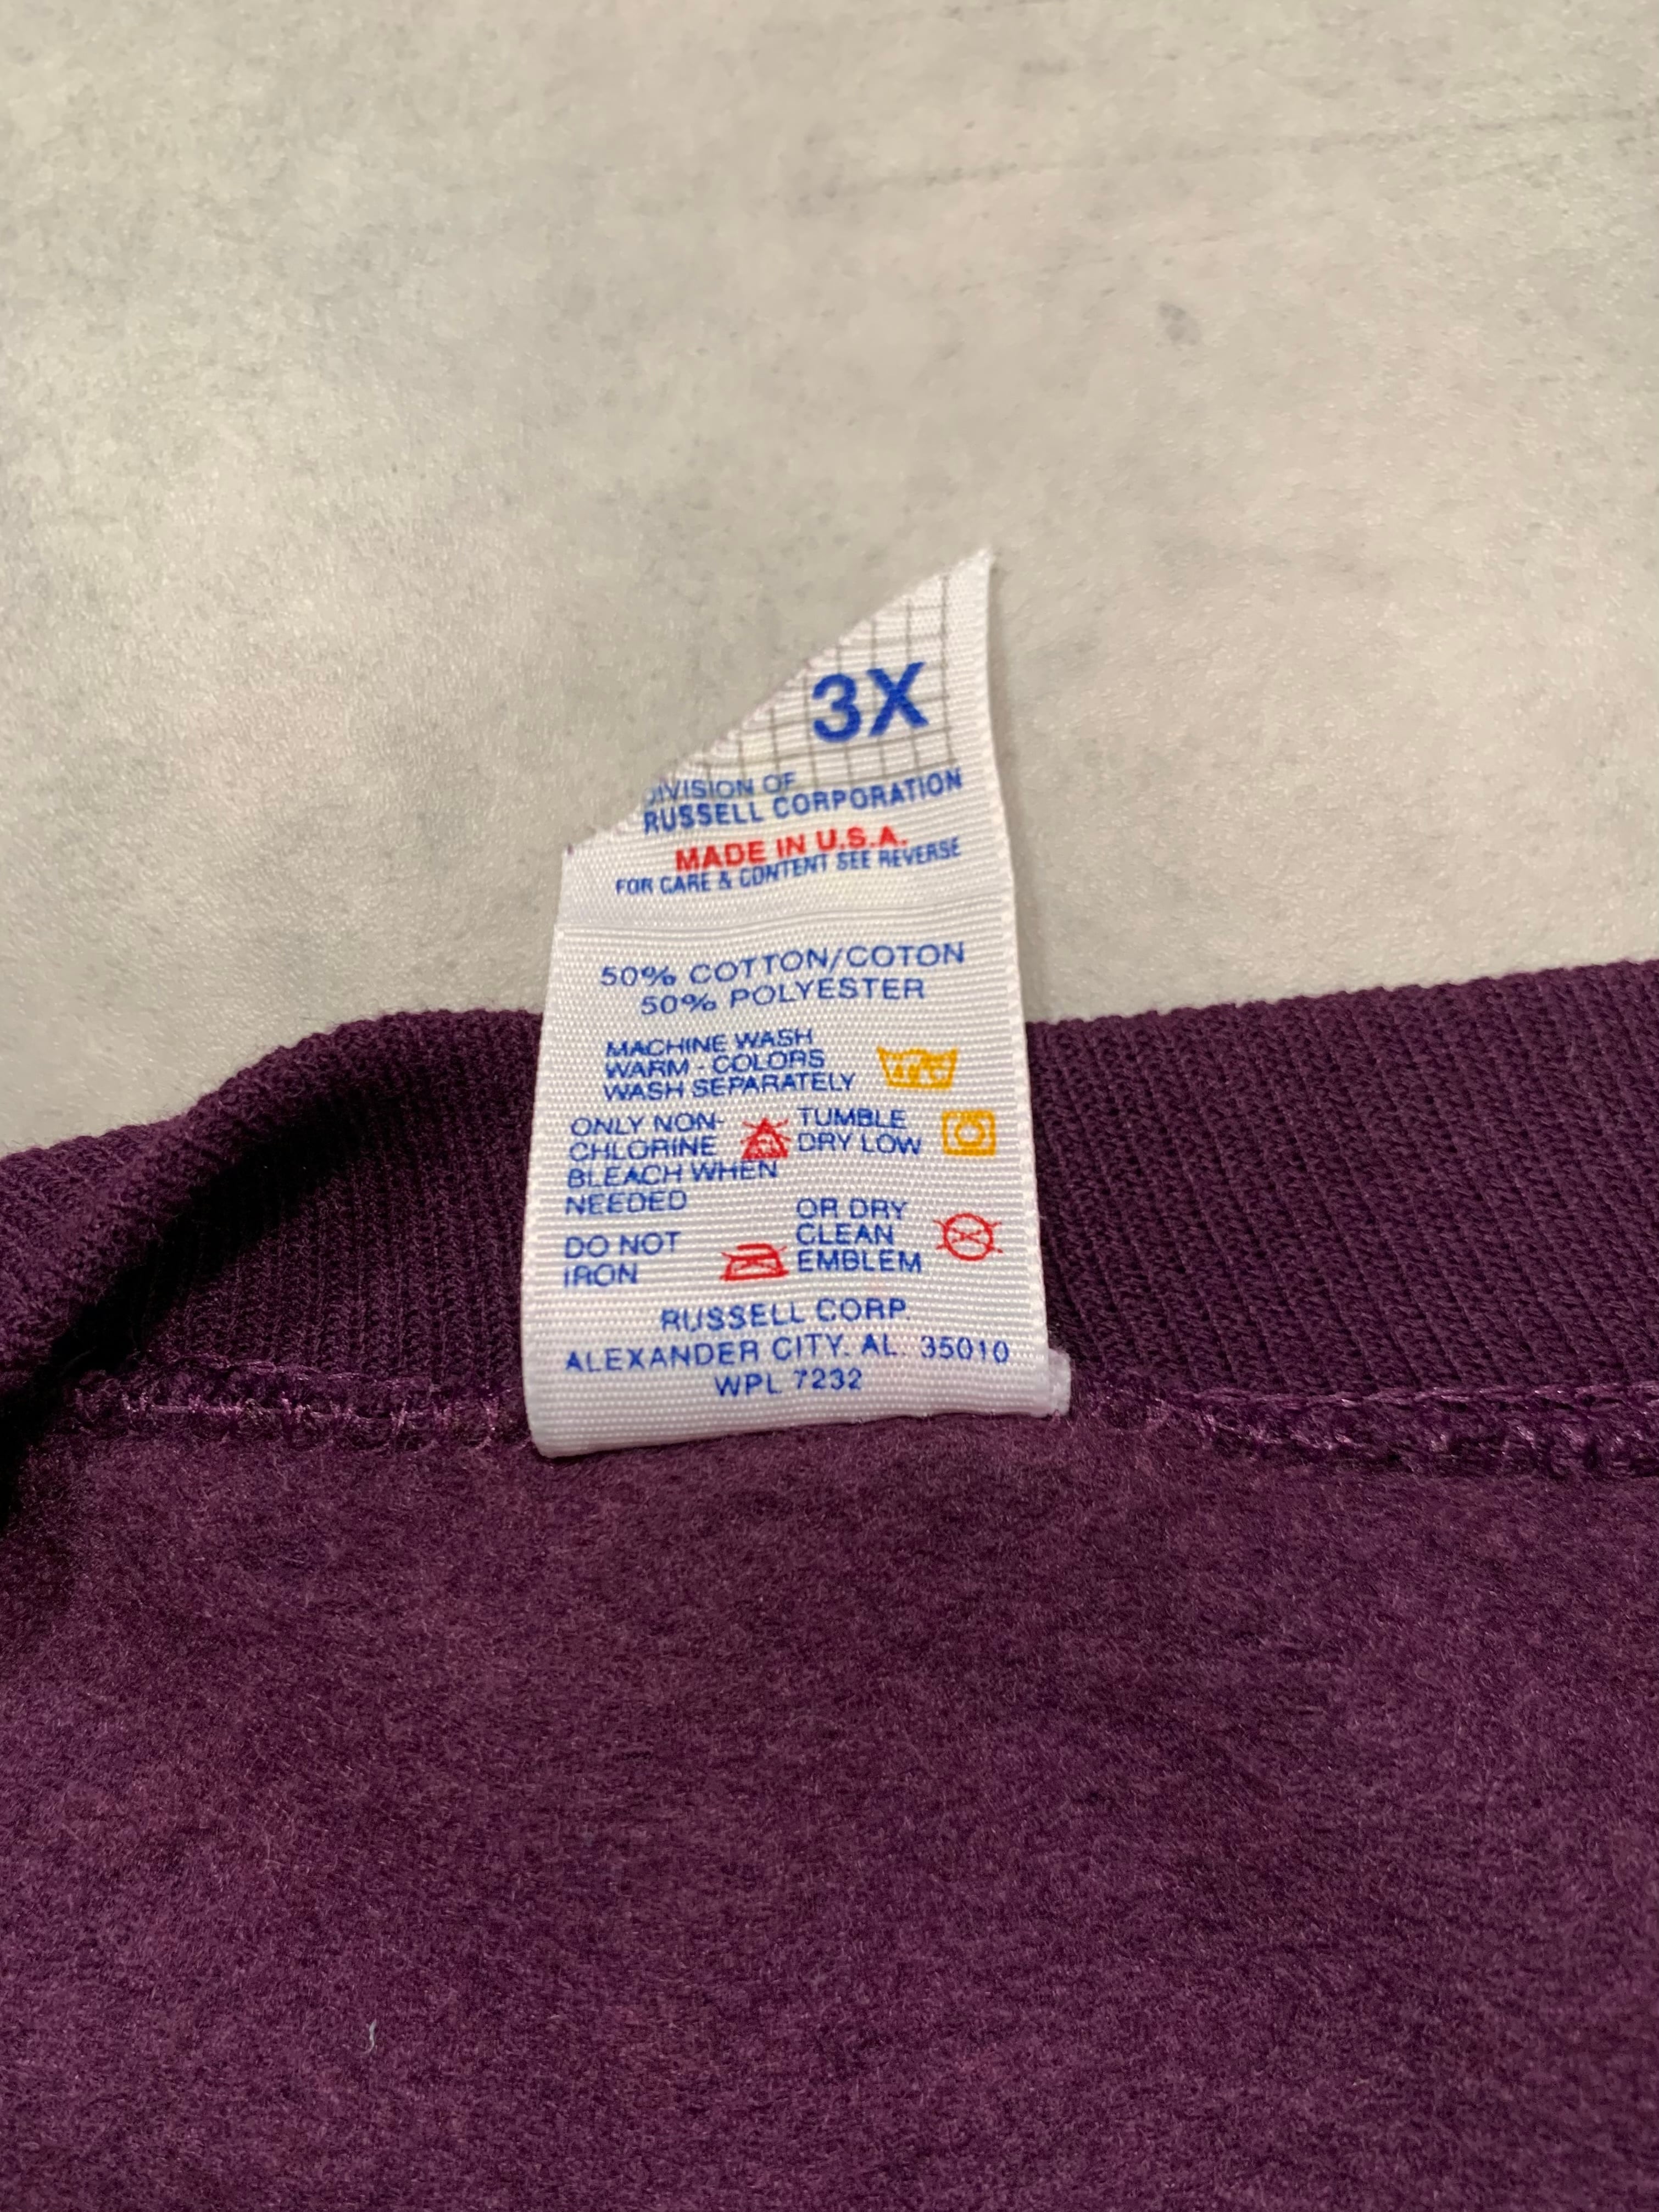 3X
DIVISION OF
RUSSELL CORPORATION
MADE IN U.S.A.
FOR CARE & CONTENT SEE REVERSE
50% COTTON/COTON
50% POLYESTER
MACHINE WASH
WARM - COLORS
WASH SEPARATELY
ONLY NON-
CHLORINE
BLEACH WHEN
NEEDED
TUMBLE
DRY LOW
DO NOT
IRON
OR DRY
CLEAN
EMBLEM
RUSSELL CORP.
ALEXANDER CITY. AL. 35010
WPL 7232